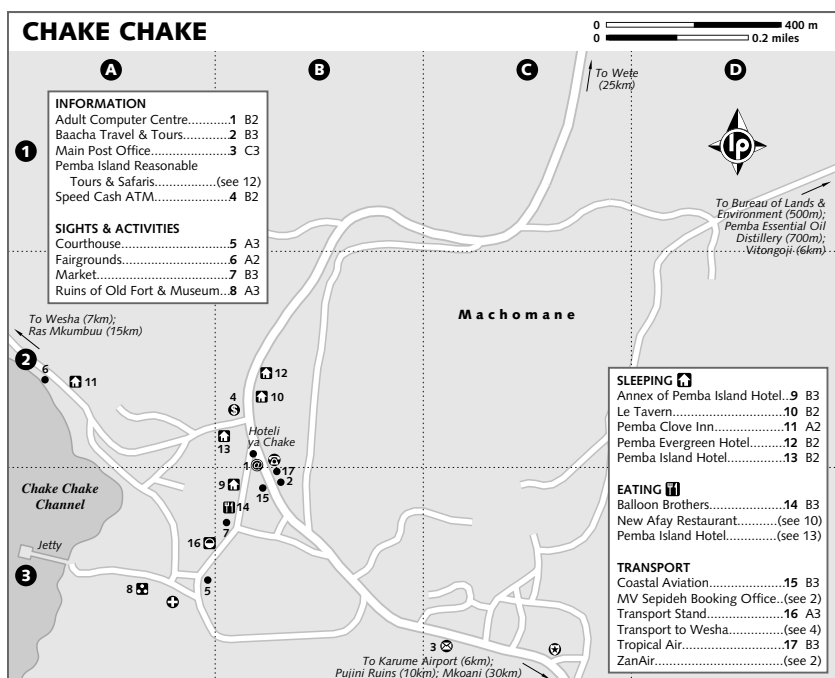 CHAKE CHAKE
0 400 m
0 0.2 miles
A B C D
To Wete
(25km)
1
INFORMATION
Adult Computer Centre............1 B2
Baacha Travel & Tours..............2 B3
Main Post Office.....................3 C3
Pemba Island Reasonable
Tours & Safaris.................(see 12)
Speed Cash ATM.....................4 B2
SIGHTS & ACTIVITIES
Courthouse............................5 A3
Fairgrounds............................6 A2
Market...................................7 B3
Ruins of Old Fort & Museum...8 A3
lp
To Bureau of Lands &
Environment (500m);
Pemba Essential Oil
Distillery (700m);
Vitongoji (6km)
Machomane
To Wesha (7km);
Ras Mkumbuu (15km)
2
6
11
12
4
$
10
13
Hoteli
ya Chake
1 @
17
2
9
15
14
7
16
Chake Chake
Channel
Jetty
3
8
5
3
To Karume Airport (6km);
Pujini Ruins (10km); Mkoani (30km)
SLEEPING
Annex of Pemba Island Hotel..9 B3
Le Tavern.............................10 B2
Pemba Clove Inn..................11 A2
Pemba Evergreen Hotel........12 B2
Pemba Island Hotel...............13 B2
EATING
Balloon Brothers...................14 B3
New Afay Restaurant..........(see 10)
Pemba Island Hotel.............(see 13)
TRANSPORT
Coastal Aviation...................15 B3
MV Sepideh Booking Office..(see 2)
Transport Stand....................16 A3
Transport to Wesha..............(see 4)
Tropical Air..........................17 B3
ZanAir..................................(see 2)